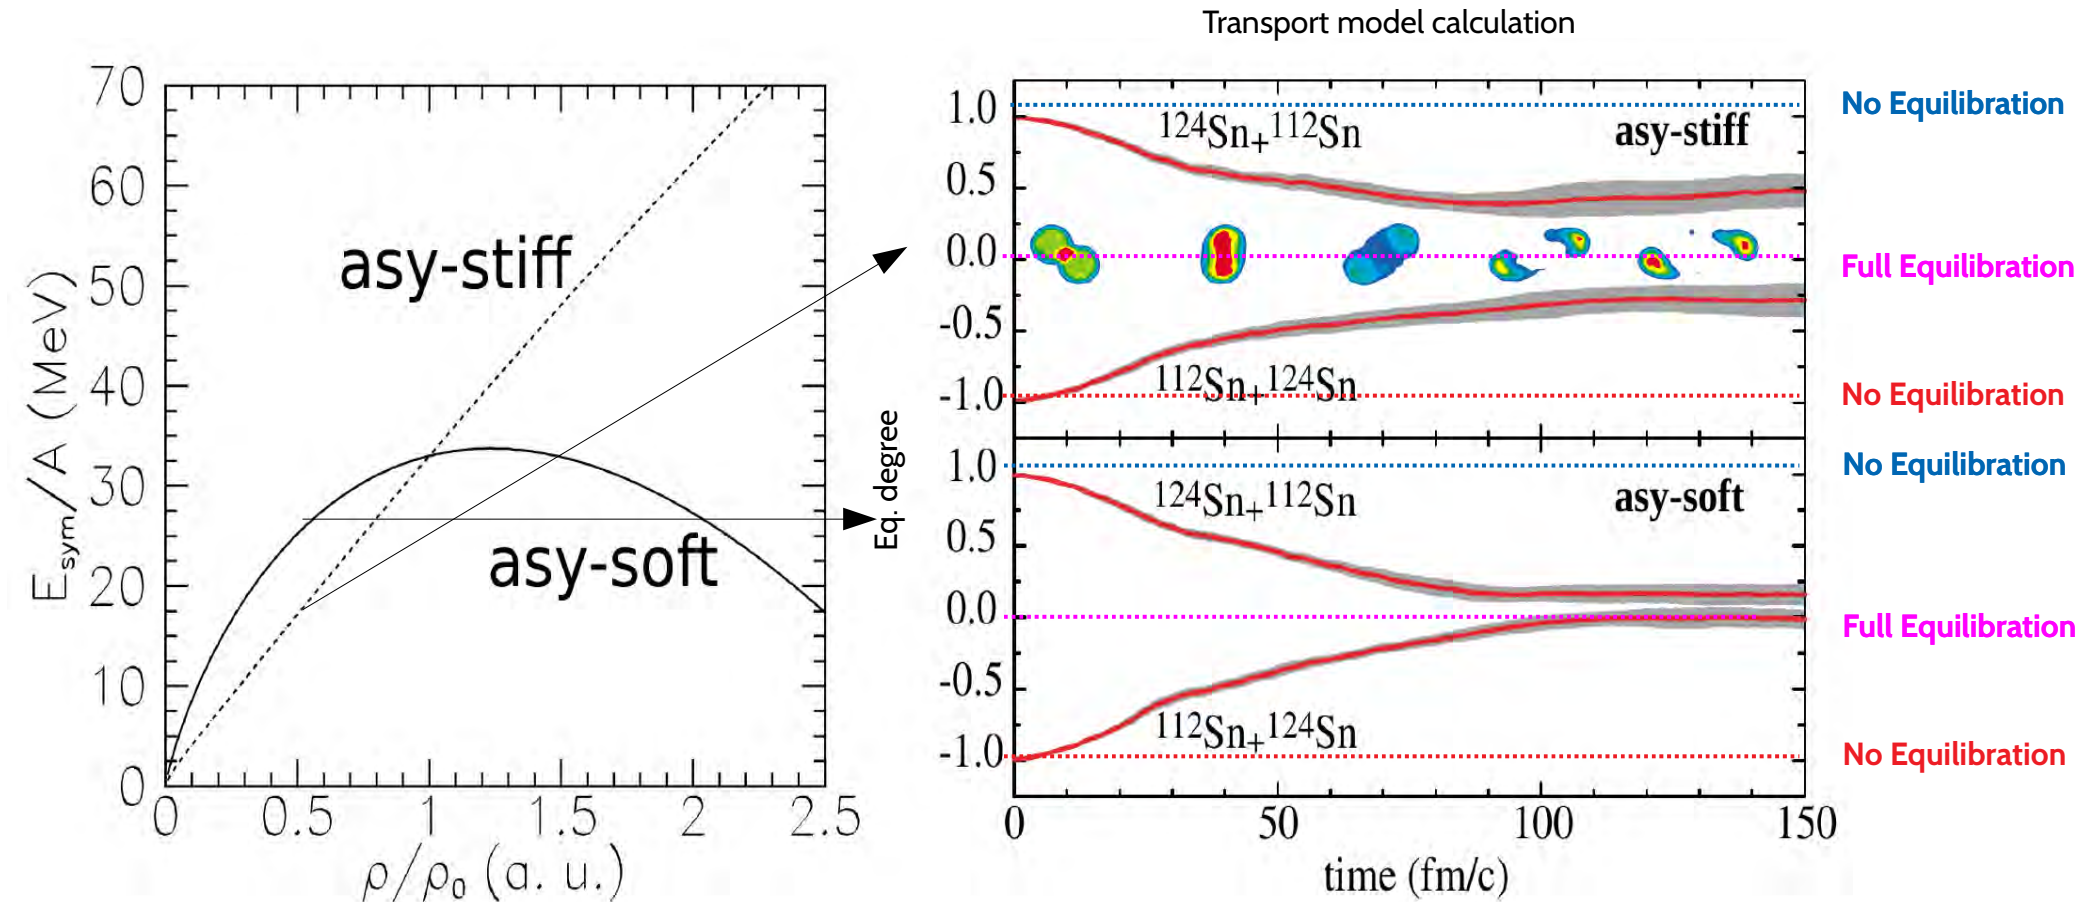 Transport model calculation
70
60
50
40
30
20
10
0
E_sym/A (MeV)
asy-stiff
asy-soft
0
0.5
1
1.5
2
2.5
ρ/ρ₀ (a. u.)
Eq. degree
1.0
0.5
0.0
-0.5
-1.0
¹²⁴Sn+¹¹²Sn
asy-stiff
¹¹²Sn+¹²⁴Sn
No Equilibration
Full Equilibration
No Equilibration
1.0
0.5
0.0
-0.5
-1.0
¹²⁴Sn+¹¹²Sn
asy-soft
¹¹²Sn+¹²⁴Sn
No Equilibration
Full Equilibration
No Equilibration
0
50
100
150
time (fm/c)